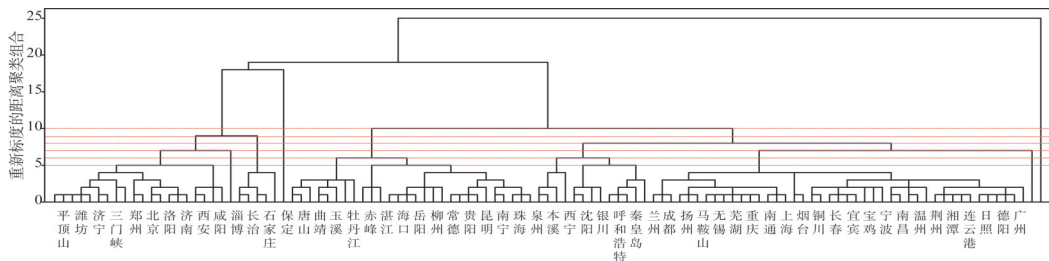 重新标度的距离聚类组合
25
20
15
10
5
0
平顶山
潍坊
济宁
三门峡
郑州
北京
洛阳
济南
西安
咸阳
淄博
长治
石家庄
保定
唐山
曲靖
玉溪
牡丹江
赤峰
湛江
海口
岳阳
柳州
常德
贵阳
昆明
南宁
珠海
泉州
本溪
西宁
沈阳
银川
呼和浩特
秦皇岛
兰州
成都
扬州
马鞍山
无锡
芜湖
重庆
南通
上海
烟台
铜川
长春
宜宾
宝鸡
宁波
南昌
温州
荆州
湘潭
连云港
日照
德阳
广州